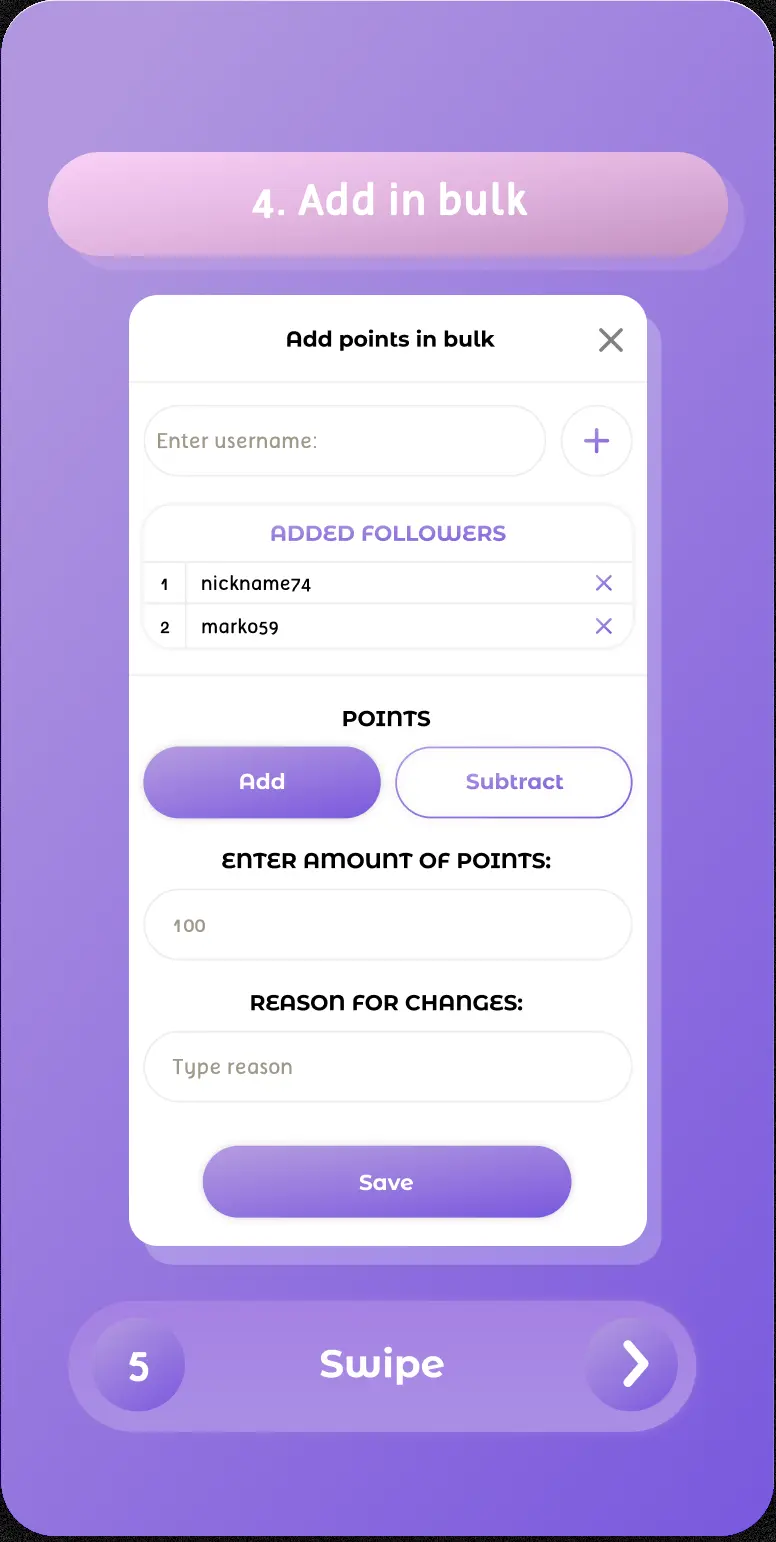 4. Add in bulk
Add points in bulk
Enter username:
ADDED FOLLOWERS
1 nickname74
2 marko59
POINTS
Add Subtract
ENTER AMOUNT OF POINTS:
100
REASON FOR CHANGES:
Type reason
Save
5 Swipe